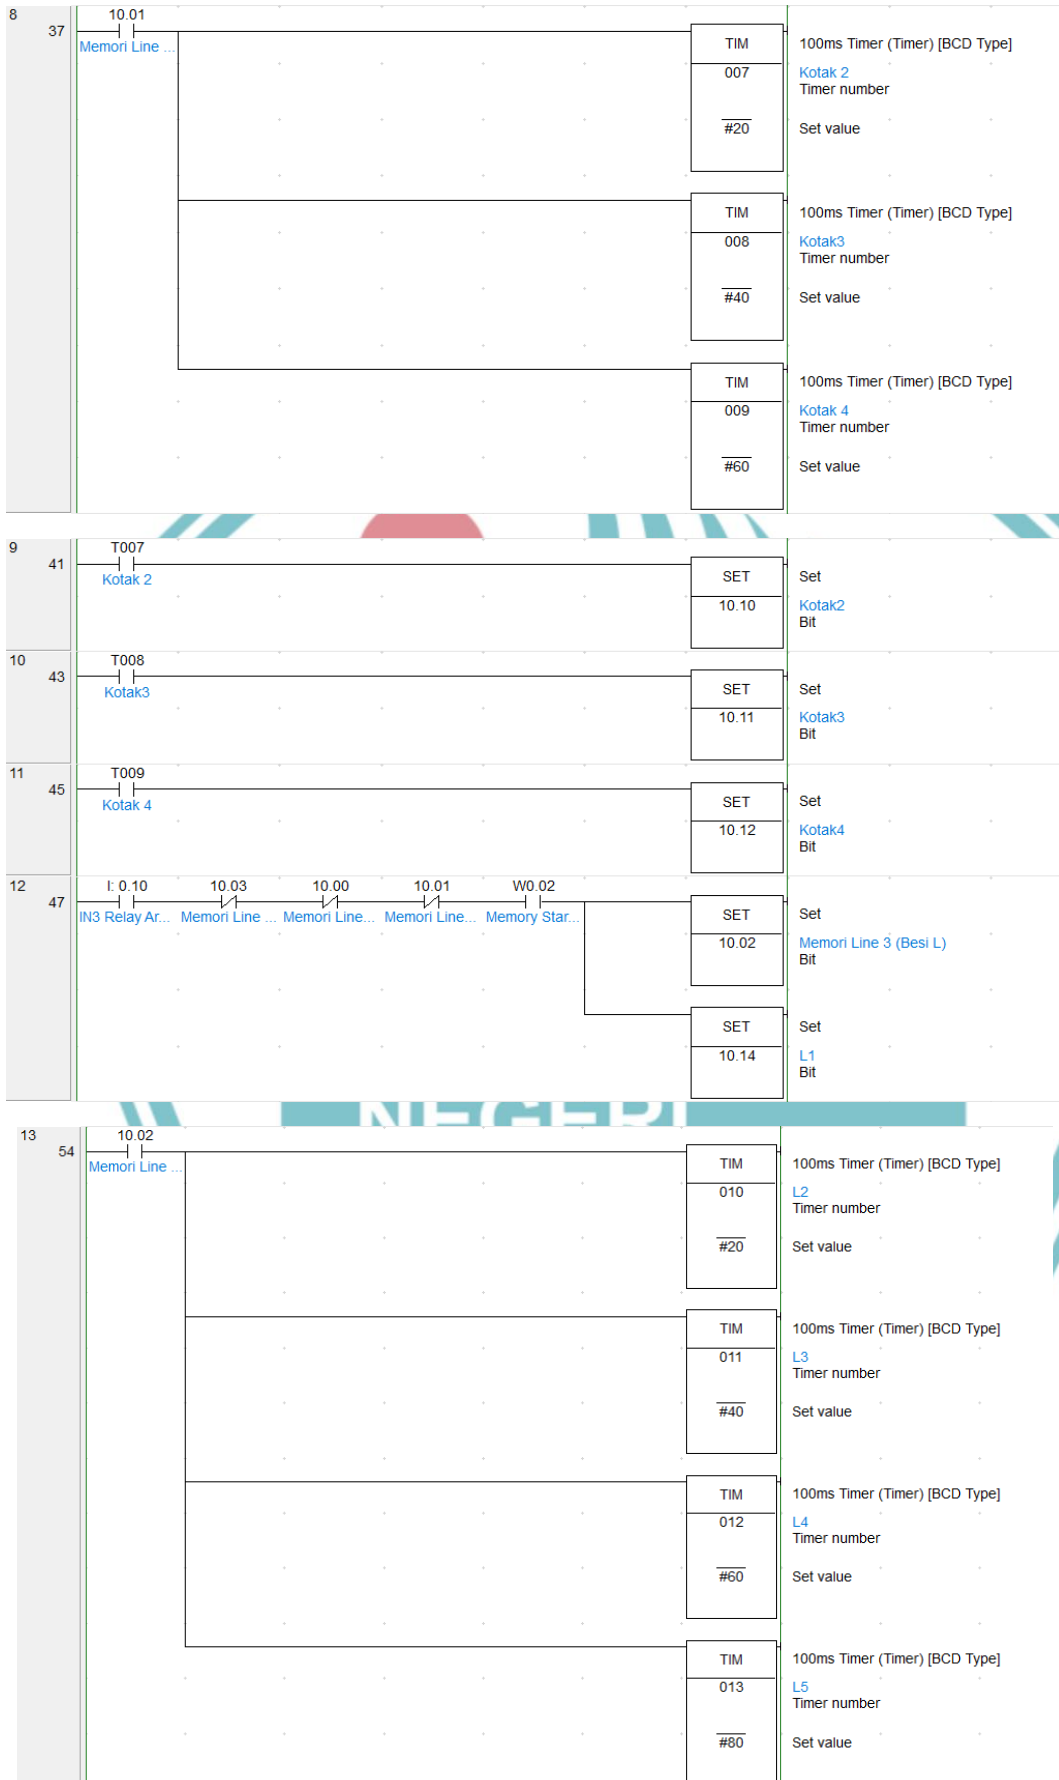 8
37
10.01
Memori Line ...
TIM
100ms Timer (Timer) [BCD Type]
007
Kotak 2
Timer number
#20
Set value
TIM
100ms Timer (Timer) [BCD Type]
008
Kotak3
Timer number
#40
Set value
TIM
100ms Timer (Timer) [BCD Type]
009
Kotak 4
Timer number
#60
Set value
9
41
T007
Kotak 2
SET
Set
10.10
Kotak2
Bit
10
43
T008
Kotak3
SET
Set
10.11
Kotak3
Bit
11
45
T009
Kotak 4
SET
Set
10.12
Kotak4
Bit
12
47
I: 0.10
10.03
10.00
10.01
W0.02
IN3 Relay Ar...
Memori Line ...
Memori Line...
Memori Line...
Memory Star...
SET
Set
10.02
Memori Line 3 (Besi L)
Bit
SET
Set
10.14
L1
Bit
NEGERI
13
54
10.02
Memori Line ...
TIM
100ms Timer (Timer) [BCD Type]
010
L2
Timer number
#20
Set value
TIM
100ms Timer (Timer) [BCD Type]
011
L3
Timer number
#40
Set value
TIM
100ms Timer (Timer) [BCD Type]
012
L4
Timer number
#60
Set value
TIM
100ms Timer (Timer) [BCD Type]
013
L5
Timer number
#80
Set value